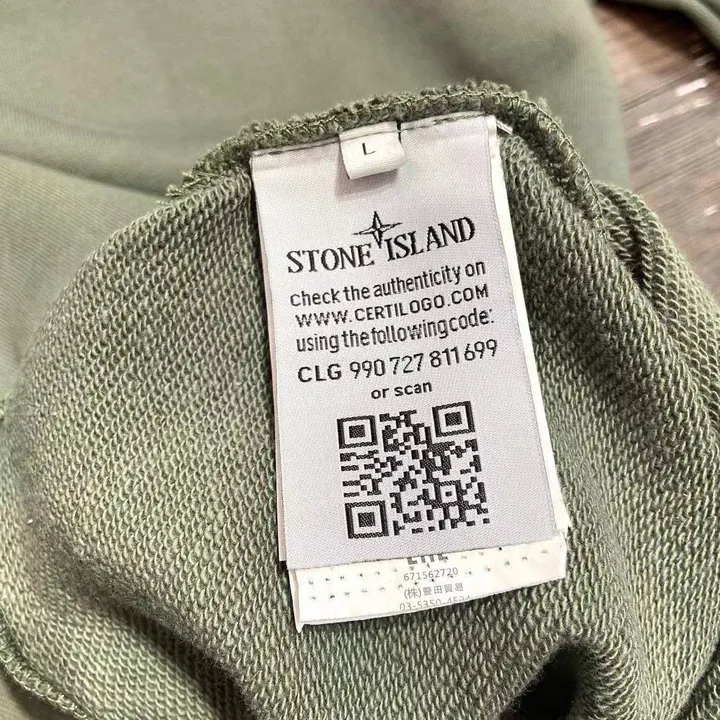 L
STONE ISLAND
Check the authenticity on
WWW.CERTILOGO.COM
using the following code:
CLG 990 727 811 699
or scan
671562720
(株)豊田貿易